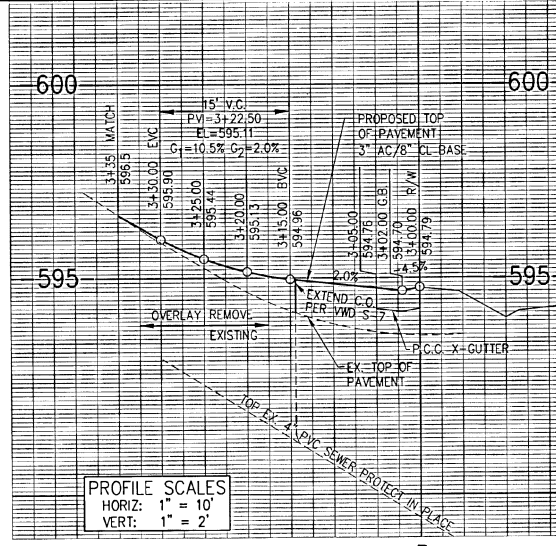 600
600
15' V.C.
PVI=3+22.50
EL=595.11
G1=10.5% G2=2.0%
3+35 MATCH
596.5
3+30.00 EVC
595.90
3+25.00
595.44
3+20.00
595.13
3+15.00 BVC
594.96
PROPOSED TOP
OF PAVEMENT
3" AC/8" CL BASE
3+05.00
594.76
3+02.00 G.B.
594.70
3+00.00 R/W
594.79
595
595
2.0%
4.5%
EXTEND C.O.
PER VWD S-7
OVERLAY REMOVE
EXISTING
P.C.C. X-GUTTER
EX. TOP OF
PAVEMENT
TOP EX. 4" PVC SEWER PROTECT IN PLACE
PROFILE SCALES
HORIZ: 1" = 10'
VERT: 1" = 2'